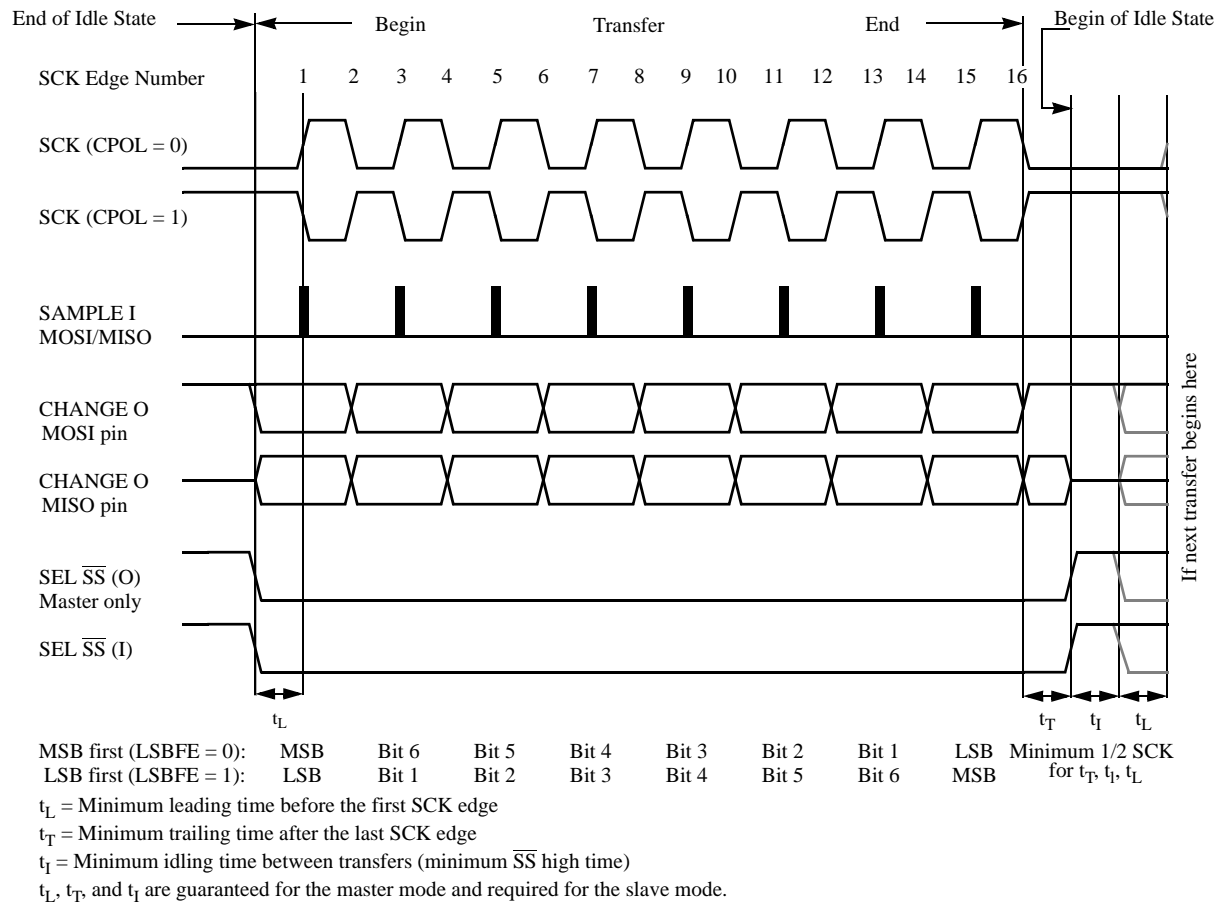 End of Idle State
Begin
Transfer
End
Begin of Idle State
SCK Edge Number
1 2 3 4 5 6 7 8 9 10 11 12 13 14 15 16
SCK (CPOL = 0)
SCK (CPOL = 1)
SAMPLE I
MOSI/MISO
CHANGE O
MOSI pin
CHANGE O
MISO pin
SEL S̅S̅ (O)
Master only
SEL S̅S̅ (I)
If next transfer begins here
tL
tT tI tL
MSB first (LSBFE = 0): MSB Bit 6 Bit 5 Bit 4 Bit 3 Bit 2 Bit 1 LSB Minimum 1/2 SCK
LSB first (LSBFE = 1): LSB Bit 1 Bit 2 Bit 3 Bit 4 Bit 5 Bit 6 MSB for tT, tl, tL
tL = Minimum leading time before the first SCK edge
tT = Minimum trailing time after the last SCK edge
tI = Minimum idling time between transfers (minimum S̅S̅ high time)
tL, tT, and tI are guaranteed for the master mode and required for the slave mode.